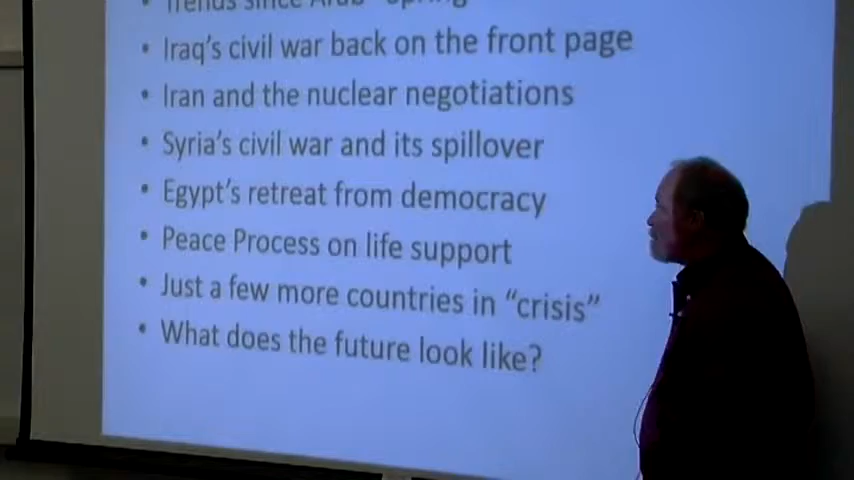 Trends since Arab "Spring
• Iraq's civil war back on the front page
• Iran and the nuclear negotiations
• Syria's civil war and its spillover
• Egypt's retreat from democracy
• Peace Process on life support
• Just a few more countries in "crisis"
• What does the future look like?